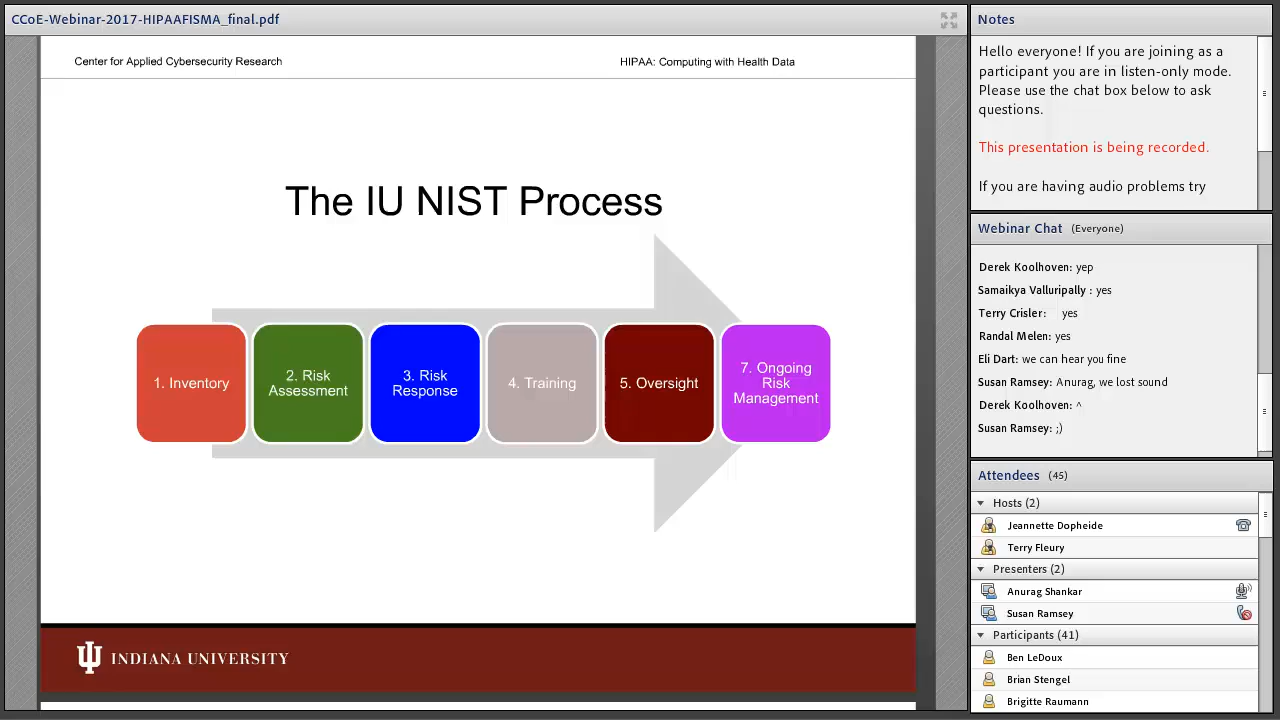 CCoE-Webinar-2017-HIPAAFISMA_final.pdf
Center for Applied Cybersecurity Research
HIPAA: Computing with Health Data
The IU NIST Process
1. Inventory
2. Risk
Assessment
3. Risk
Response
4. Training
5. Oversight
7. Ongoing
Risk
Management
INDIANA UNIVERSITY
Notes
Hello everyone! If you are joining as a
participant you are in listen-only mode.
Please use the chat box below to ask
questions.
This presentation is being recorded.
If you are having audio problems try
Webinar Chat (Everyone)
Derek Koolhoven: yep
Samaikya Valluripally : yes
Terry Crisler: yes
Randal Melen: yes
Eli Dart: we can hear you fine
Susan Ramsey: Anurag, we lost sound
Derek Koolhoven: ^
Susan Ramsey: ;)
Attendees (45)
Hosts (2)
Jeannette Dopheide
Terry Fleury
Presenters (2)
Anurag Shankar
Susan Ramsey
Participants (41)
Ben LeDoux
Brian Stengel
Brigitte Raumann